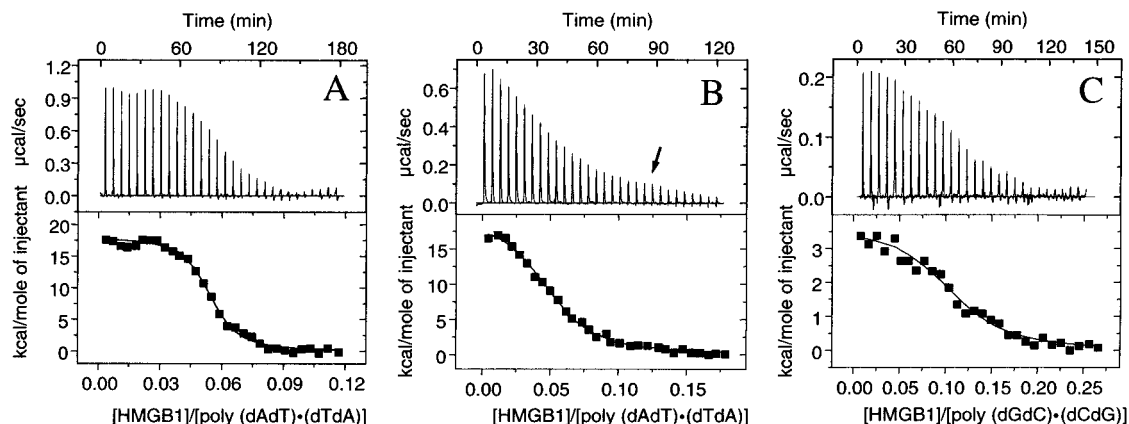 Time (min)
0 60 120 180
A
1.2
0.9
0.6
0.3
0.0
µcal/sec
20
15
10
5
0
kcal/mole of injectant
0.00 0.03 0.06 0.09 0.12
[HMGB1]/[poly (dAdT)•(dTdA)]
Time (min)
0 30 60 90 120
B
0.6
0.4
0.2
0.0
µcal/sec
20
15
10
5
0
kcal/mole of injectant
0.00 0.05 0.10 0.15
[HMGB1]/[poly (dAdT)•(dTdA)]
Time (min)
0 30 60 90 120 150
C
0.2
0.1
0.0
µcal/sec
3
2
1
0
kcal/mole of injectant
0.00 0.05 0.10 0.15 0.20 0.25
[HMGB1]/[poly (dGdC)•(dCdG)]